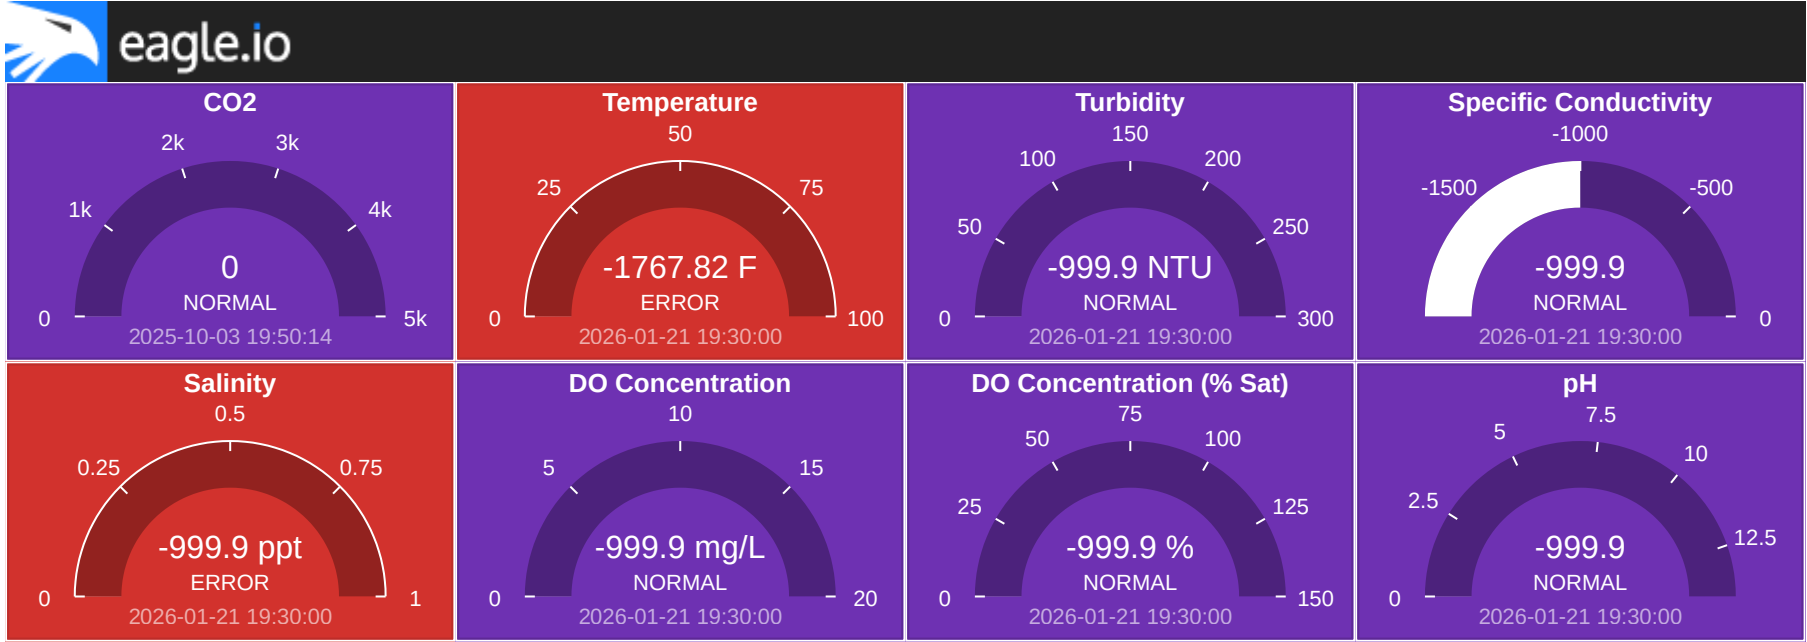 eagle.io
CO2
2k
3k
1k
4k
0
NORMAL
0
5k
2025-10-03 19:50:14
Temperature
50
25
75
-1767.82 F
ERROR
0
100
2026-01-21 19:30:00
Turbidity
150
100
200
50
250
-999.9 NTU
NORMAL
0
300
2026-01-21 19:30:00
Specific Conductivity
-1000
-1500
-500
-999.9
NORMAL
0
2026-01-21 19:30:00
Salinity
0.5
0.25
0.75
-999.9 ppt
ERROR
0
1
2026-01-21 19:30:00
DO Concentration
10
5
15
-999.9 mg/L
NORMAL
0
20
2026-01-21 19:30:00
DO Concentration (% Sat)
75
50
100
25
125
-999.9 %
NORMAL
0
150
2026-01-21 19:30:00
pH
7.5
5
10
2.5
12.5
-999.9
NORMAL
0
2026-01-21 19:30:00